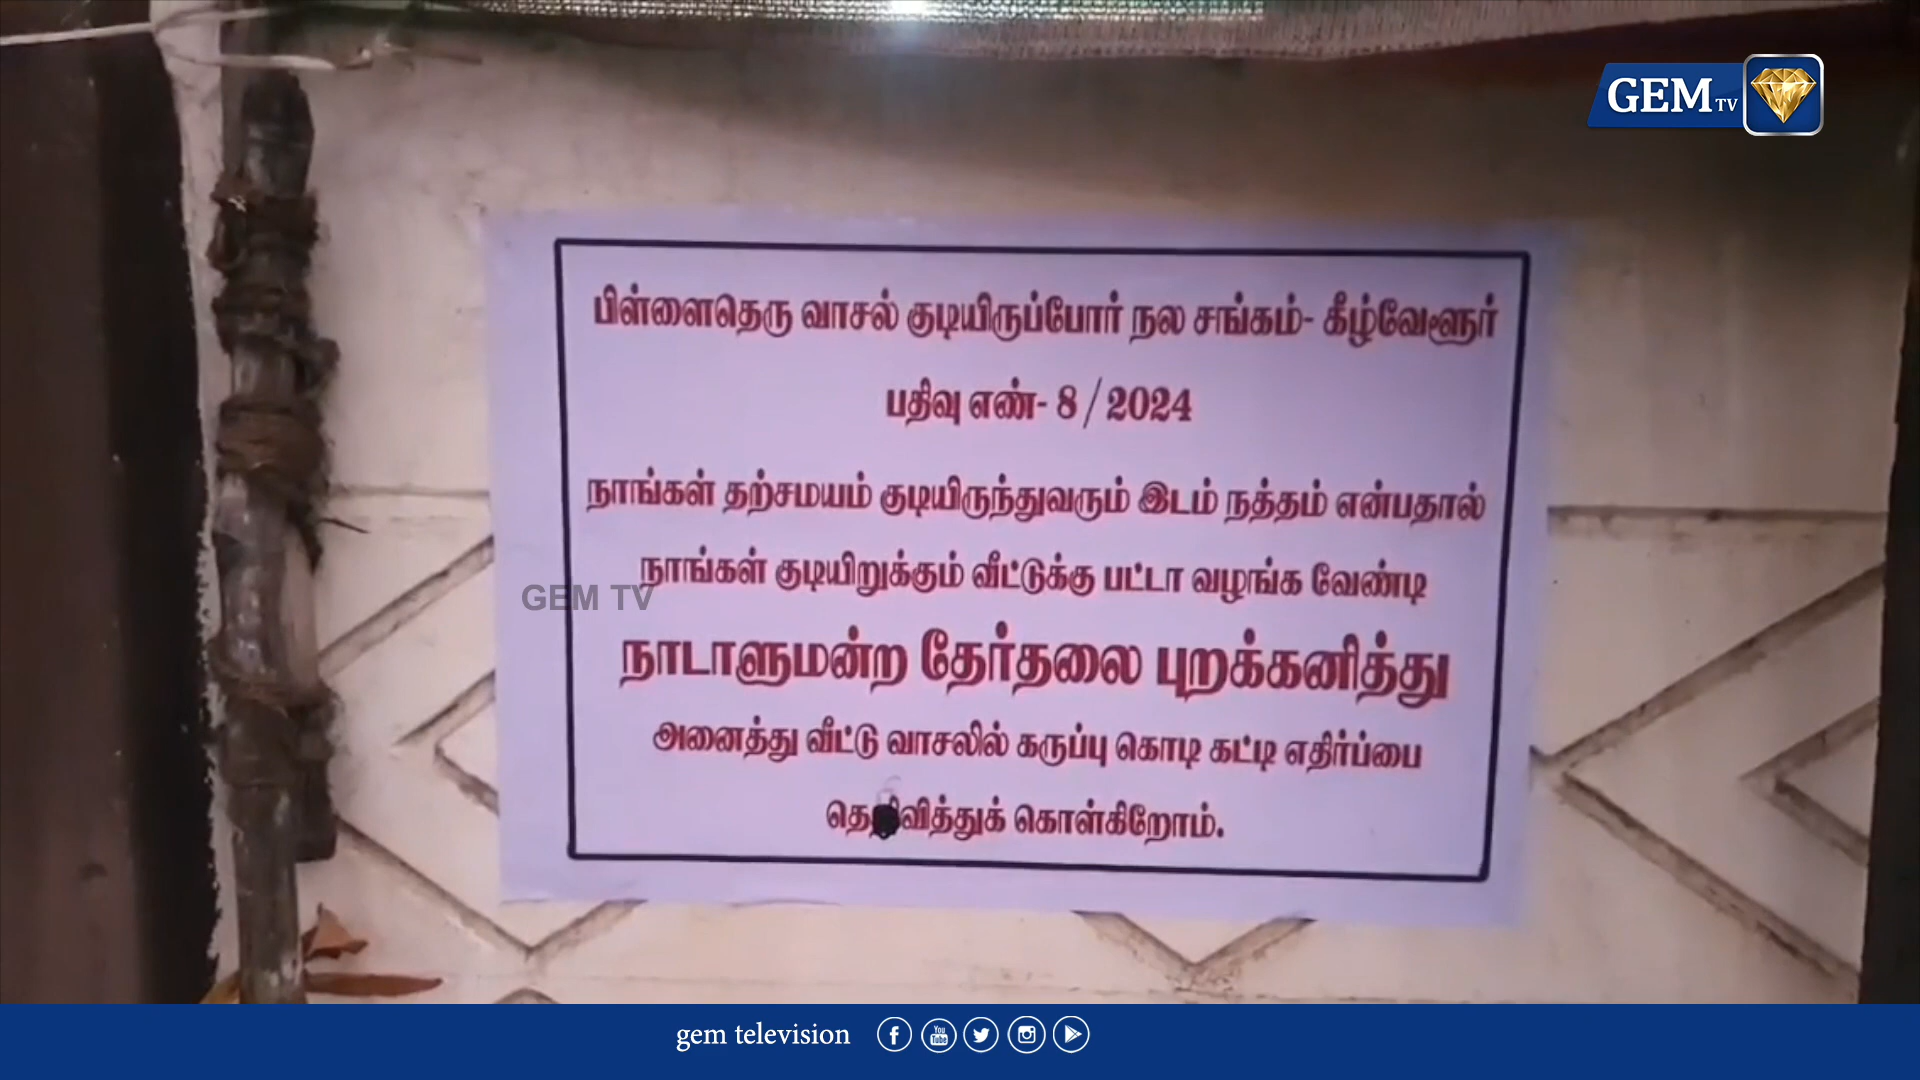 GEM TV
பிள்ளைதெரு வாசல் குடியிருப்போர் நல சங்கம்- கீழ்வேளூர்
பதிவு எண்- 8 / 2024
நாங்கள் தற்சமயம் குடியிருந்துவரும் இடம் நத்தம் என்பதால்
நாங்கள் குடியிறுக்கும் வீட்டுக்கு பட்டா வழங்க வேண்டி
GEM TV
நாடாளுமன்ற தேர்தலை புறக்கனித்து
அனைத்து வீட்டு வாசலில் கருப்பு கொடி கட்டி எதிர்ப்பை
கொள்கிறோம்.
gem television